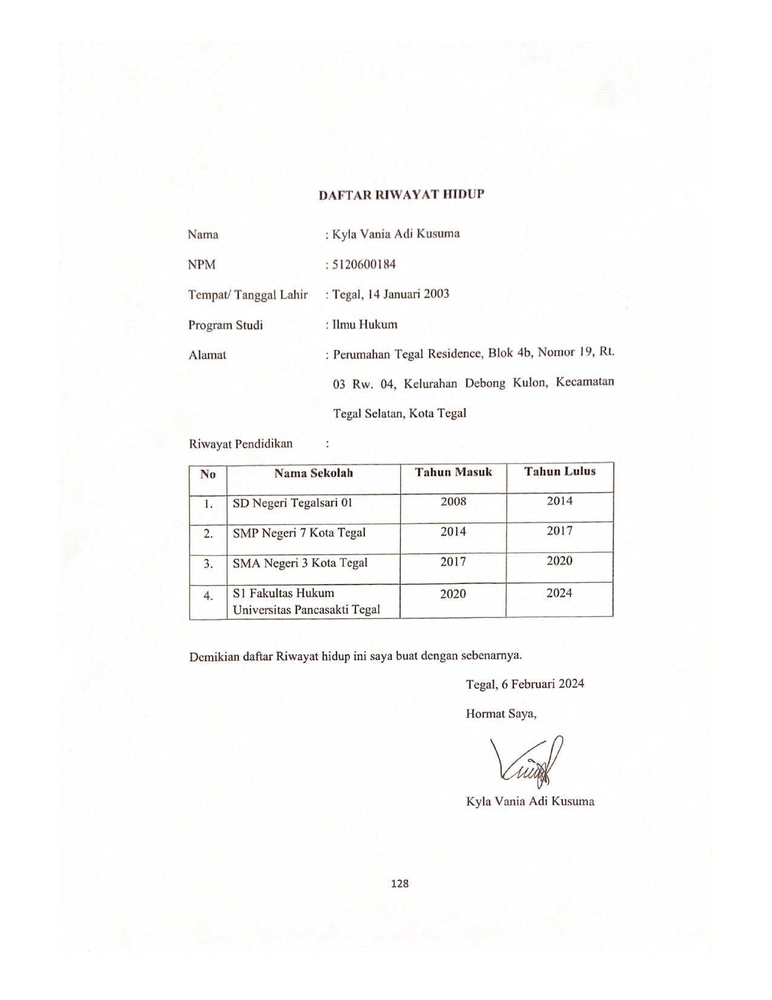 DAFTAR RIWAYAT HIDUP
Nama : Kyla Vania Adi Kusuma
NPM : 5120600184
Tempat/ Tanggal Lahir : Tegal, 14 Januari 2003
Program Studi : Ilmu Hukum
Alamat : Perumahan Tegal Residence, Blok 4b, Nomor 19, Rt.
03 Rw. 04, Kelurahan Debong Kulon, Kecamatan
Tegal Selatan, Kota Tegal
Riwayat Pendidikan :
No Nama Sekolah Tahun Masuk Tahun Lulus
1. SD Negeri Tegalsari 01 2008 2014
2. SMP Negeri 7 Kota Tegal 2014 2017
3. SMA Negeri 3 Kota Tegal 2017 2020
4. S1 Fakultas Hukum 2020 2024
Universitas Pancasakti Tegal
Demikian daftar Riwayat hidup ini saya buat dengan sebenarnya.
Tegal, 6 Februari 2024
Hormat Saya,
Kyla Vania Adi Kusuma
128